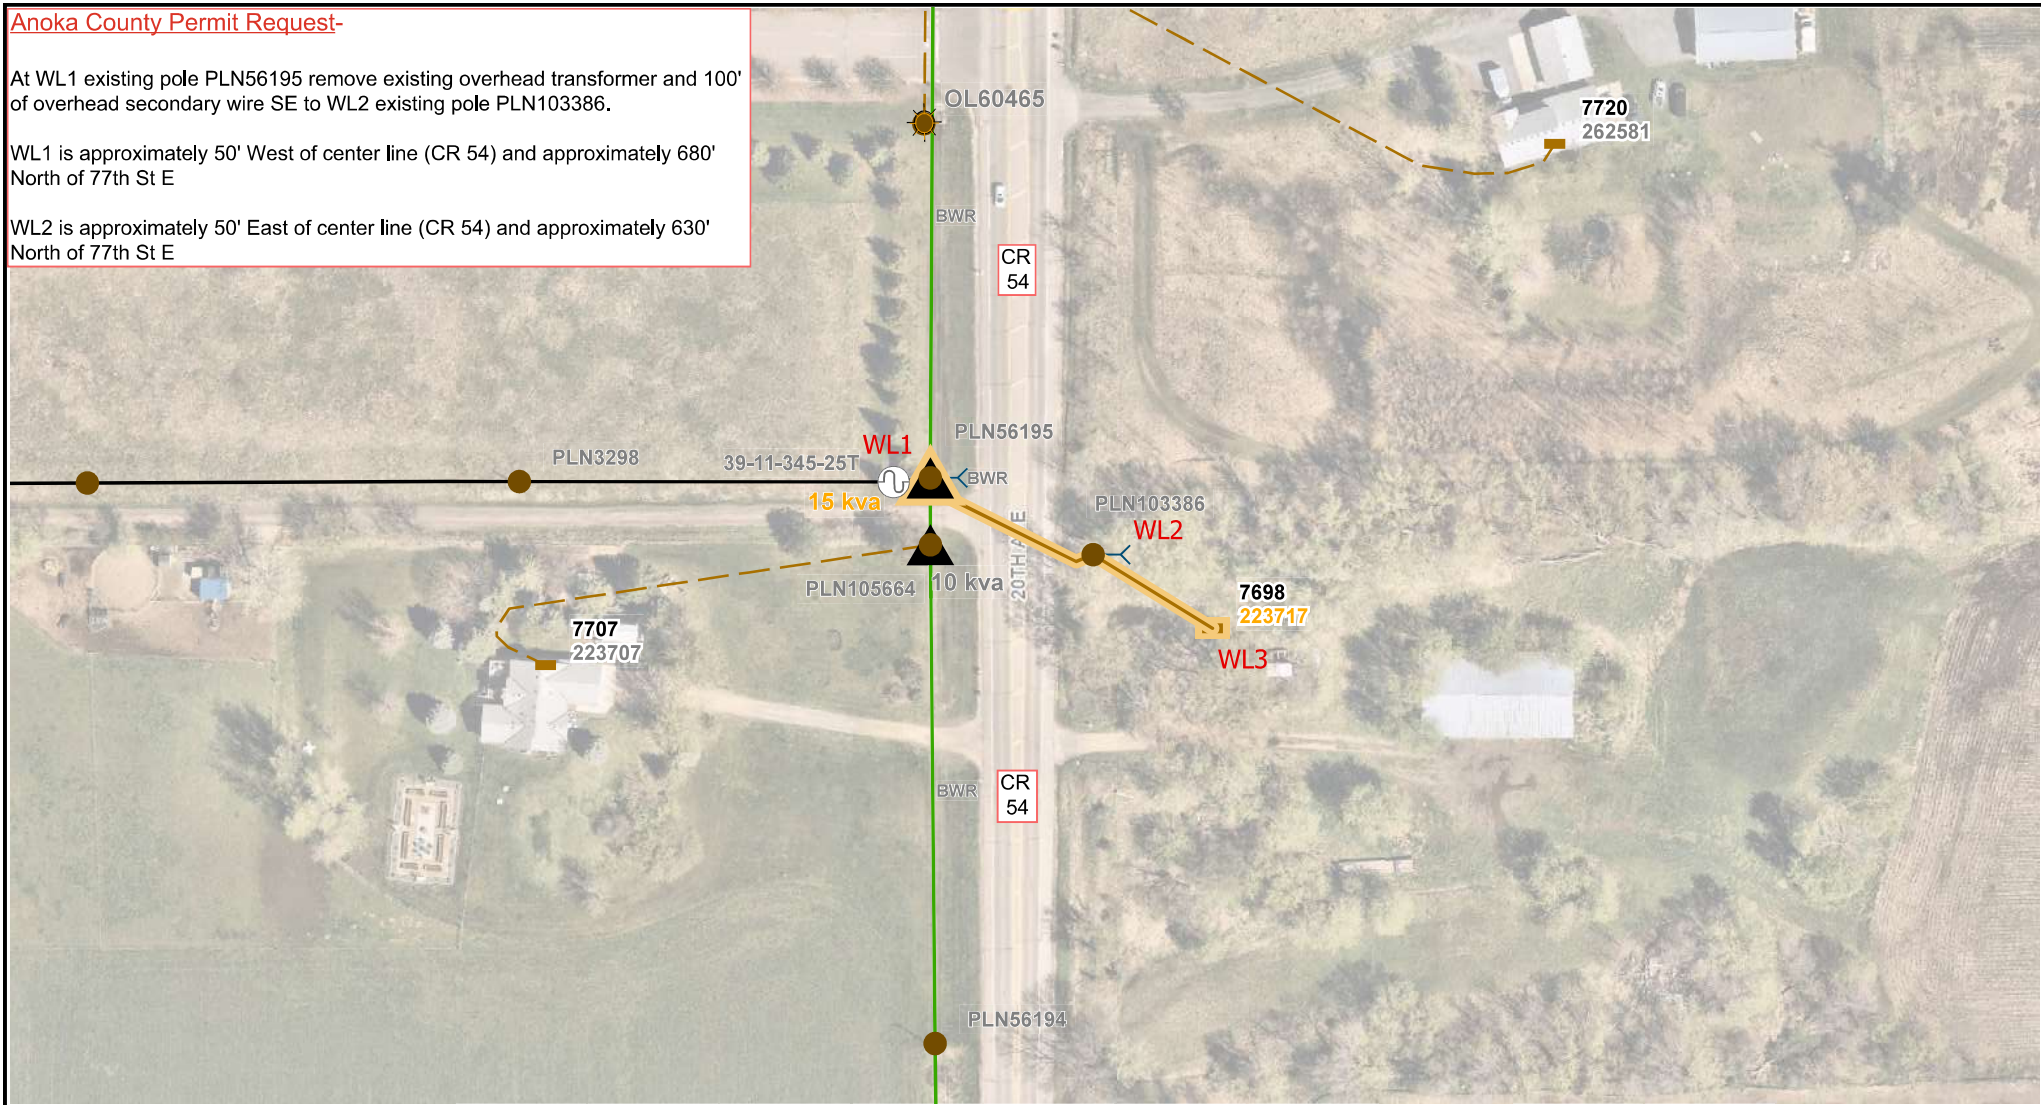 Anoka County Permit Request-
At WL1 existing pole PLN56195 remove existing overhead transformer and 100'
of overhead secondary wire SE to WL2 existing pole PLN103386.
WL1 is approximately 50' West of center line (CR 54) and approximately 680'
North of 77th St E
WL2 is approximately 50' East of center line (CR 54) and approximately 630'
North of 77th St E
OL60465
7720
262581
BWR
CR
54
PLN56195
WL1
PLN3298
39-11-345-25T
BWR
15 kva
PLN103386
WL2
20TH AVE
PLN105664
10 kva
7698
223717
WL3
7707
223707
BWR
CR
54
PLN56194